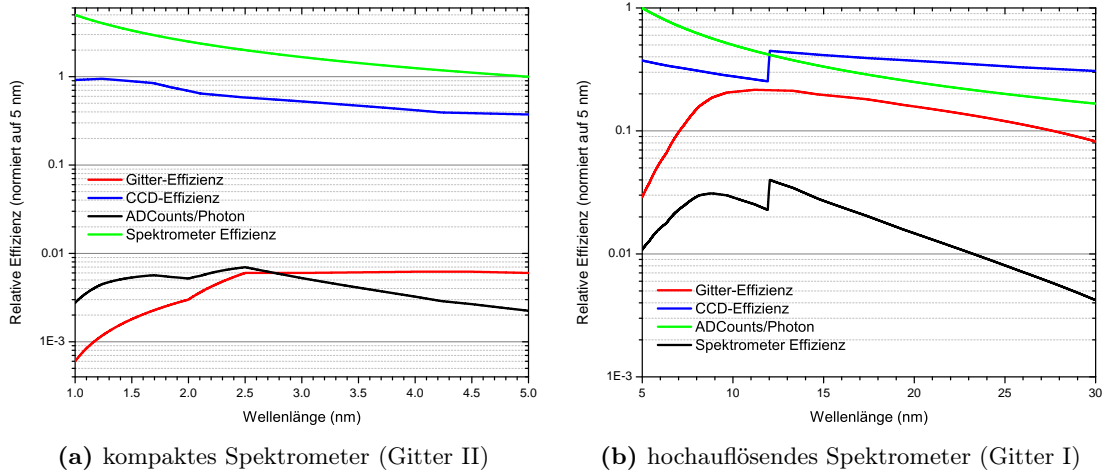 Relative Effizienz (normiert auf 5 nm)
1
0.1
0.01
1E-3
Gitter-Effizienz
CCD-Effizienz
ADCounts/Photon
Spektrometer Effizienz
1.0 1.5 2.0 2.5 3.0 3.5 4.0 4.5 5.0
Wellenlänge (nm)
(a) kompaktes Spektrometer (Gitter II)
Relative Effizienz (normiert auf 5 nm)
1
0.1
0.01
1E-3
Gitter-Effizienz
CCD-Effizienz
ADCounts/Photon
Spektrometer Effizienz
5 10 15 20 25 30
Wellenlänge (nm)
(b) hochauflösendes Spektrometer (Gitter I)